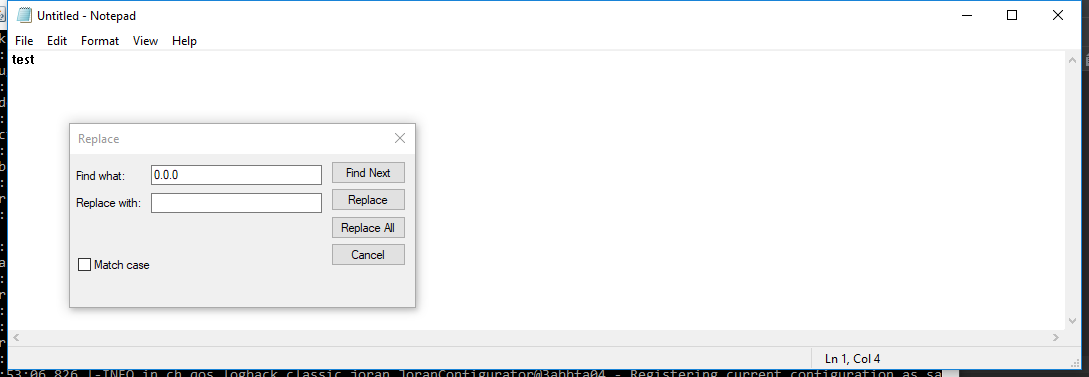 Untitled - Notepad
File Edit Format View Help
test
Replace
Find what: 0.0.0 Find Next
Replace with: Replace
Replace All
Cancel
Match case
Ln 1, Col 4
:53:06,826 |-INFO in ch.qos.logback.classic.joran.JoranConfigurator@3abbfa04 - Registering current configuration as sa